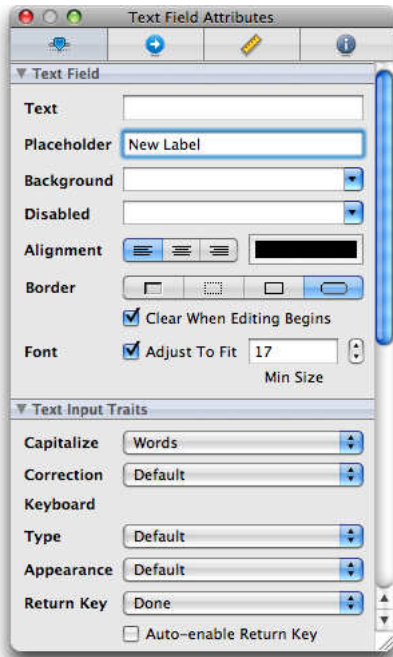 Text Field Attributes
Text Field
Text
Placeholder New Label
Background
Disabled
Alignment
Border
Clear When Editing Begins
Font Adjust To Fit 17
Min Size
Text Input Traits
Capitalize Words
Correction Default
Keyboard
Type Default
Appearance Default
Return Key Done
Auto-enable Return Key